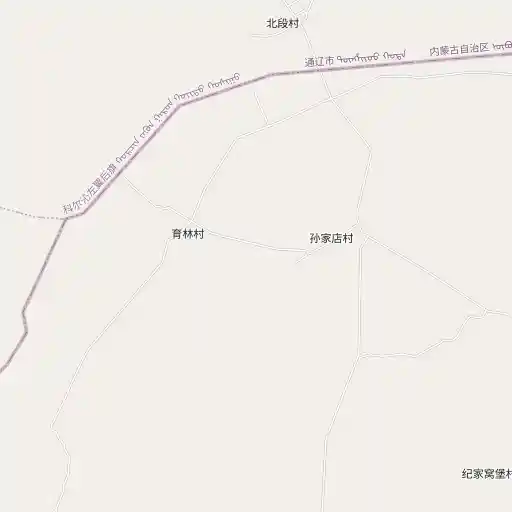 北段村
通辽市
内蒙古自治区
科尔沁左翼后旗
育林村
孙家店村
纪家窝堡村